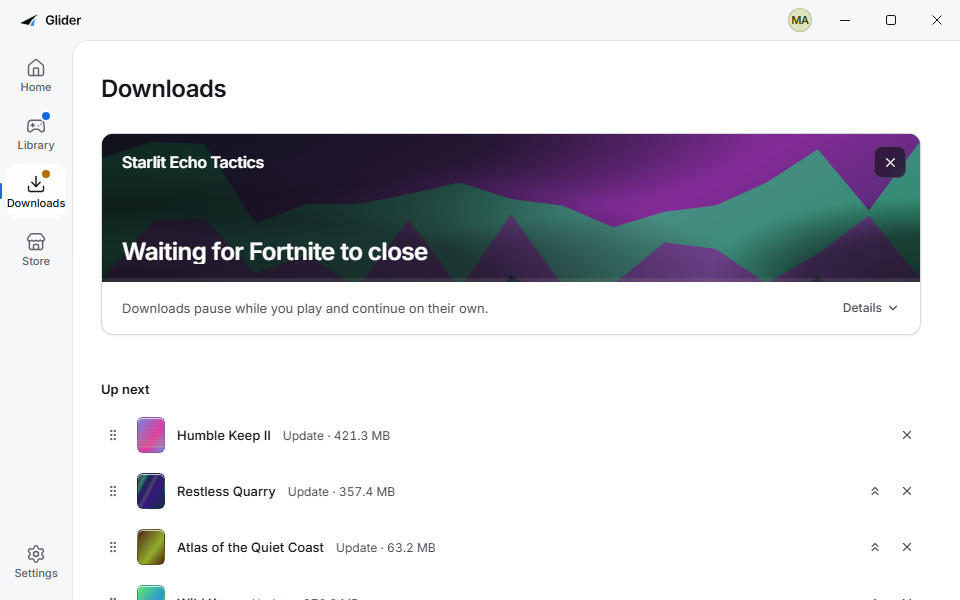 Glider
MA
Home
Library
Downloads
Store
Settings
Downloads
Starlit Echo Tactics
Waiting for Fortnite to close
Downloads pause while you play and continue on their own.
Details
Up next
Humble Keep II Update · 421.3 MB
Restless Quarry Update · 357.4 MB
Atlas of the Quiet Coast Update · 63.2 MB